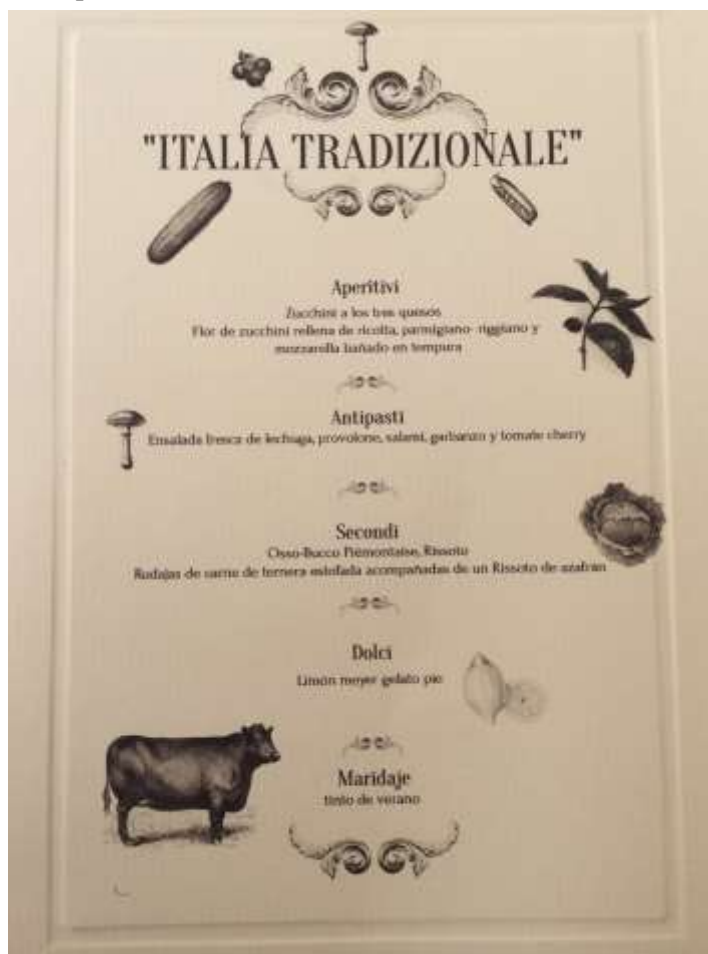 "ITALIA TRADIZIONALE"
Aperitivi
Zucchini a los tres quesos
Flor de zucchini rellena de ricotta, parmigiano- riggiano y
mozzarella bañado en tempura
Antipasti
Ensalada fresca de lechuga, provolone, salami, garbanzo y tomate cherry
Secondi
Osso-Bucco Piemontaise, Rissoto
Rodajas de carne de ternera estofada acompañadas de un Rissoto de azafran
Dolci
Limón meyer gelato pie
Maridaje
tinto de verano